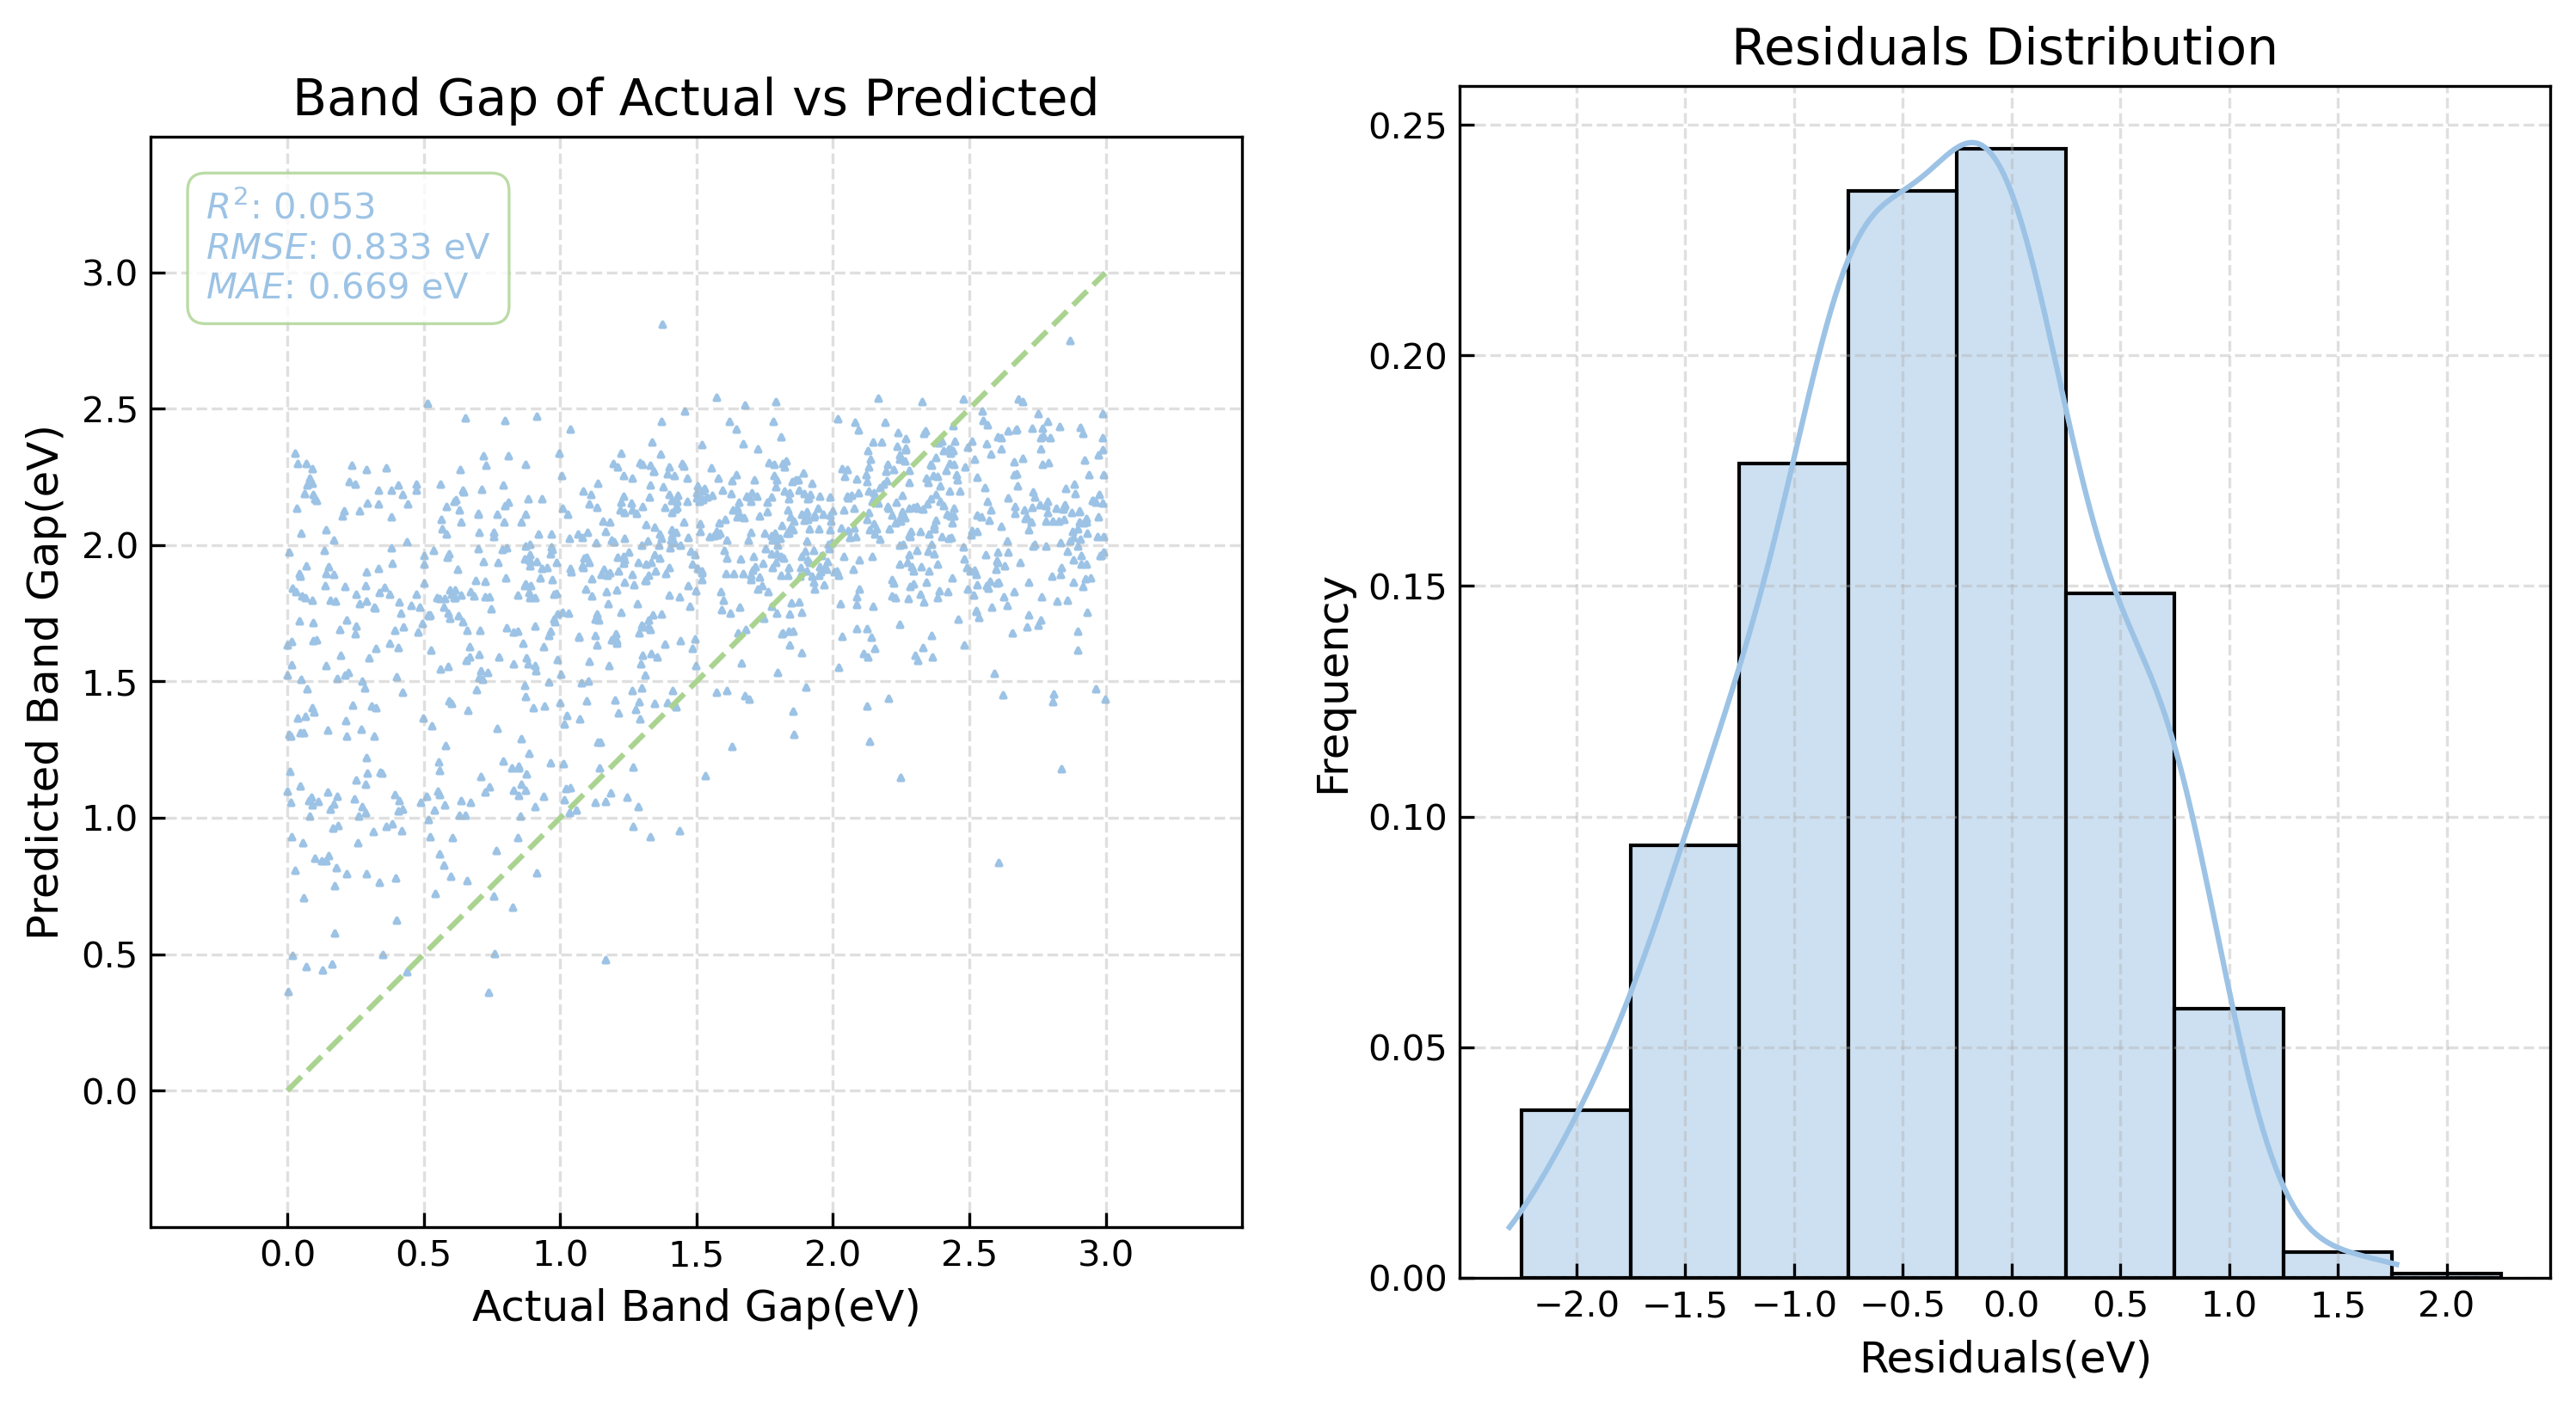 Band Gap of Actual vs Predicted
R²: 0.053
RMSE: 0.833 eV
MAE: 0.669 eV
3.0
2.5
2.0
1.5
1.0
0.5
0.0
Predicted Band Gap(eV)
0.0 0.5 1.0 1.5 2.0 2.5 3.0
Actual Band Gap(eV)
Residuals Distribution
0.25
0.20
0.15
0.10
0.05
0.00
Frequency
−2.0 −1.5 −1.0 −0.5 0.0 0.5 1.0 1.5 2.0
Residuals(eV)